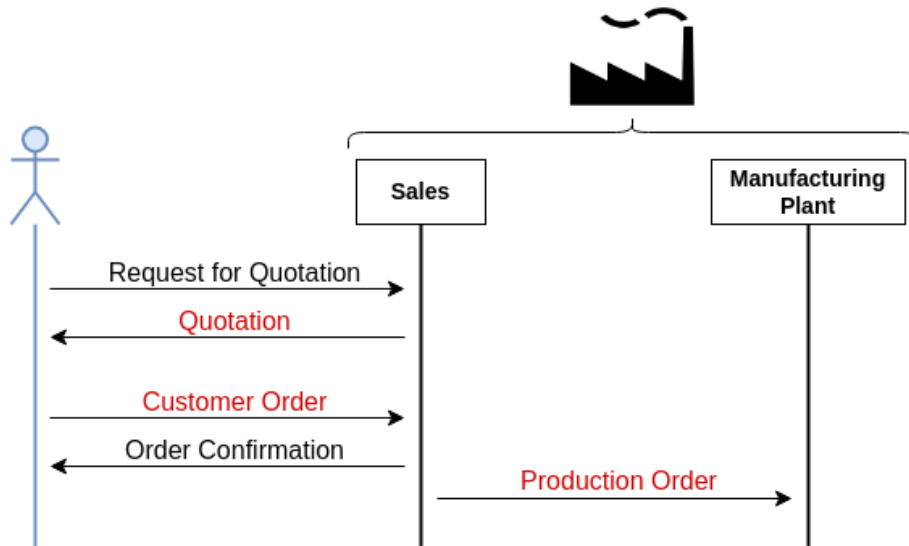 Sales
Manufacturing
Plant
Request for Quotation
Quotation
Customer Order
Order Confirmation
Production Order